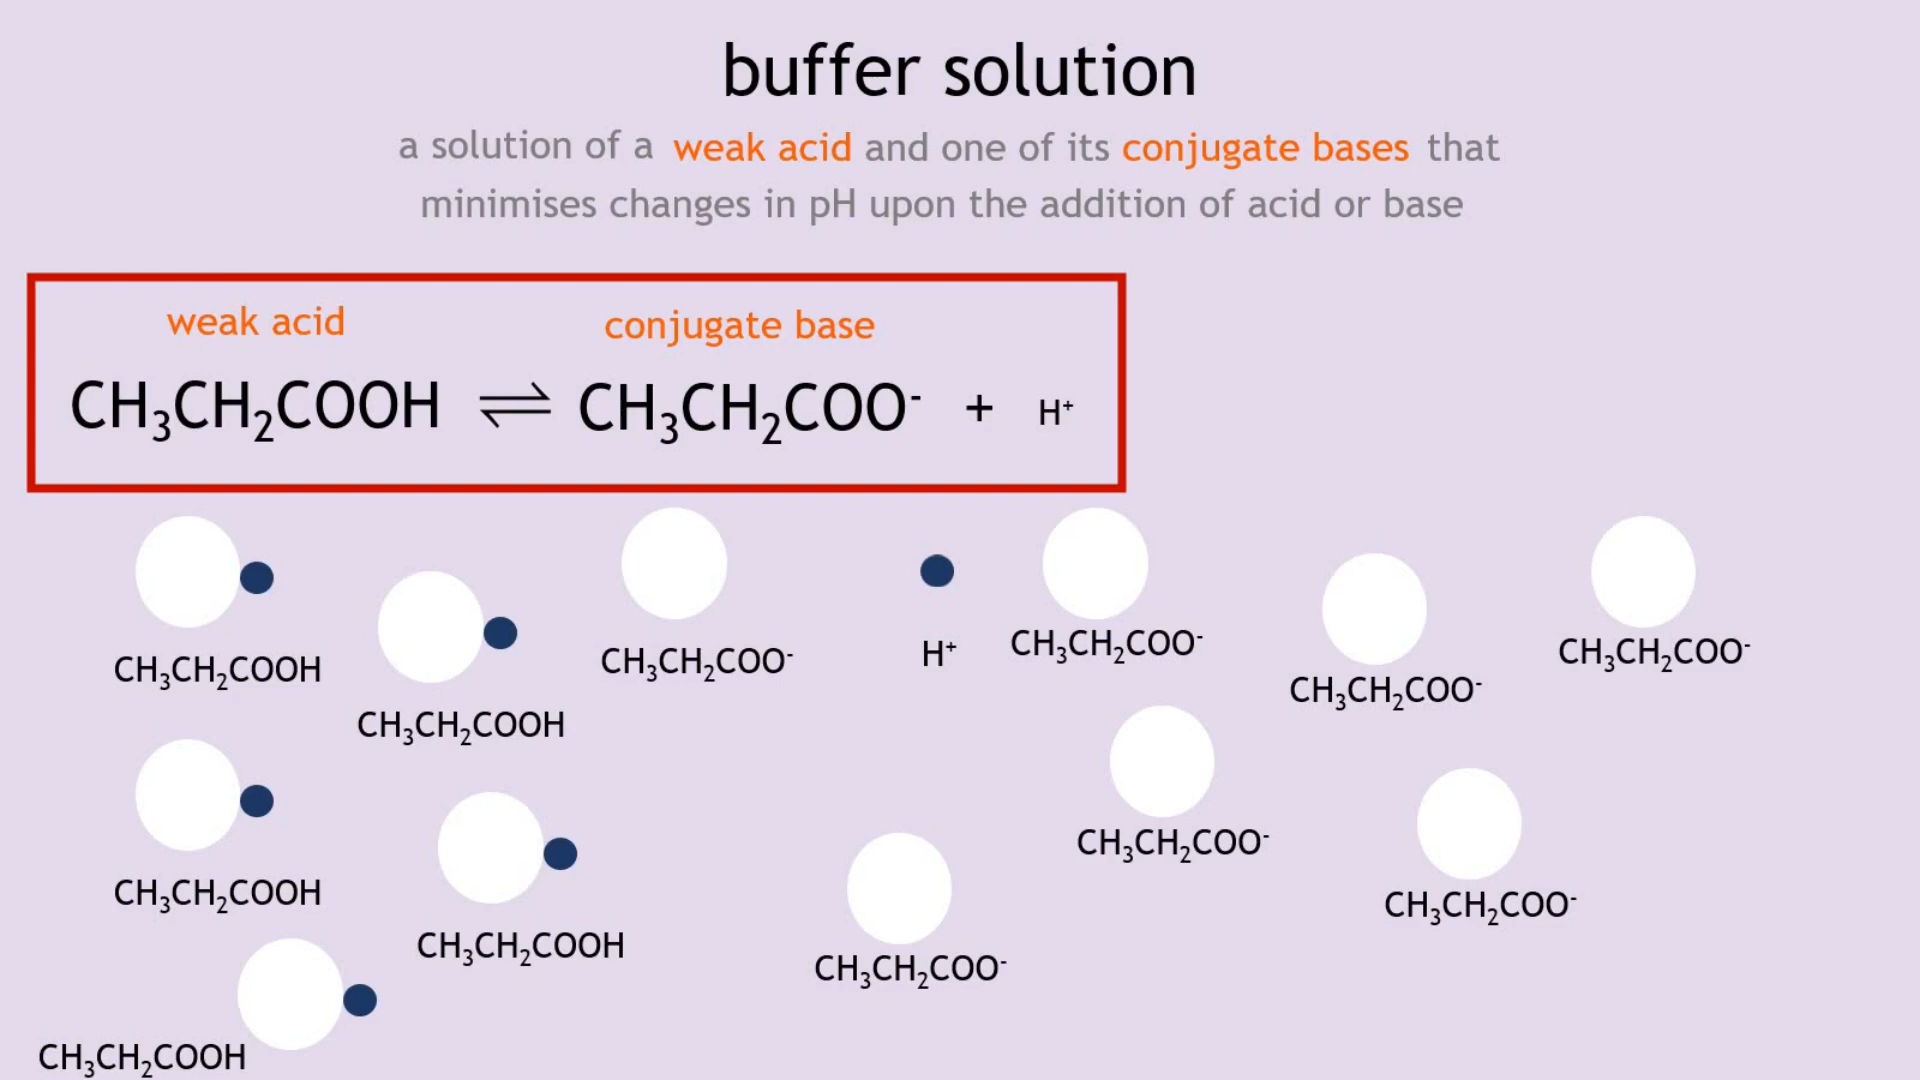 buffer solution
a solution of a weak acid and one of its conjugate bases that
minimises changes in pH upon the addition of acid or base
weak acid
conjugate base
CH₃CH₂COOH ⇌ CH₃CH₂COO⁻ + H⁺
CH₃CH₂COOH
CH₃CH₂COOH
CH₃CH₂COO⁻
H⁺
CH₃CH₂COO⁻
CH₃CH₂COO⁻
CH₃CH₂COO⁻
CH₃CH₂COOH
CH₃CH₂COOH
CH₃CH₂COO⁻
CH₃CH₂COO⁻
CH₃CH₂COO⁻
CH₃CH₂COOH